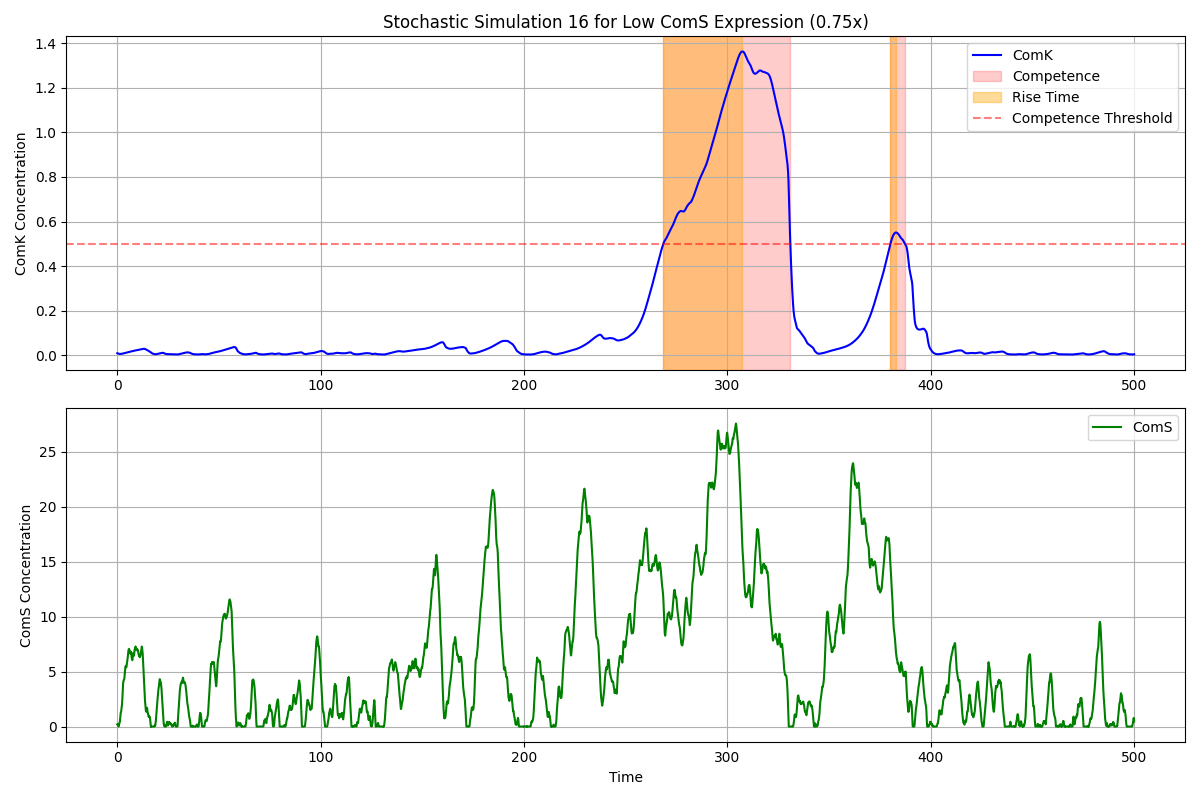 Stochastic Simulation 16 for Low ComS Expression (0.75x)
ComK Concentration
1.4
1.2
1.0
0.8
0.6
0.4
0.2
0.0
ComK
Competence
Rise Time
Competence Threshold
0 100 200 300 400 500
ComS Concentration
25
20
15
10
5
0
ComS
0 100 200 300 400 500
Time